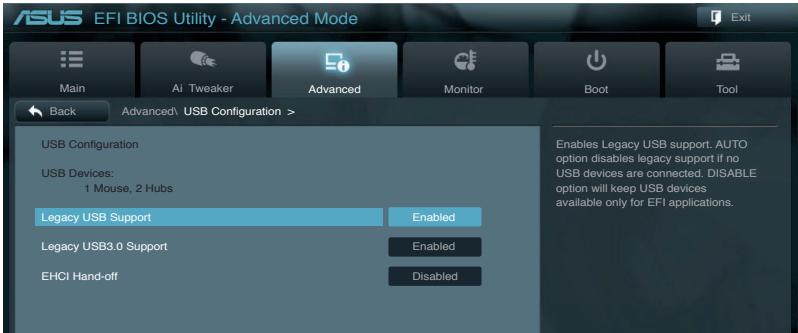 ASUS EFI BIOS Utility - Advanced Mode
Exit
Main
Ai Tweaker
Advanced
Monitor
Boot
Tool
Back
Advanced\ USB Configuration >
USB Configuration
USB Devices:
1 Mouse, 2 Hubs
Legacy USB Support Enabled
Legacy USB3.0 Support Enabled
EHCI Hand-off Disabled
Enables Legacy USB support. AUTO
option disables legacy support if no
USB devices are connected. DISABLE
option will keep USB devices
available only for EFI applications.